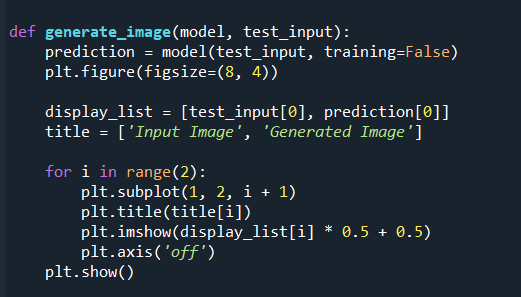 def generate_image(model, test_input):
    prediction = model(test_input, training=False)
    plt.figure(figsize=(8, 4))

    display_list = [test_input[0], prediction[0]]
    title = ['Input Image', 'Generated Image']

    for i in range(2):
        plt.subplot(1, 2, i + 1)
        plt.title(title[i])
        plt.imshow(display_list[i] * 0.5 + 0.5)
        plt.axis('off')
    plt.show()